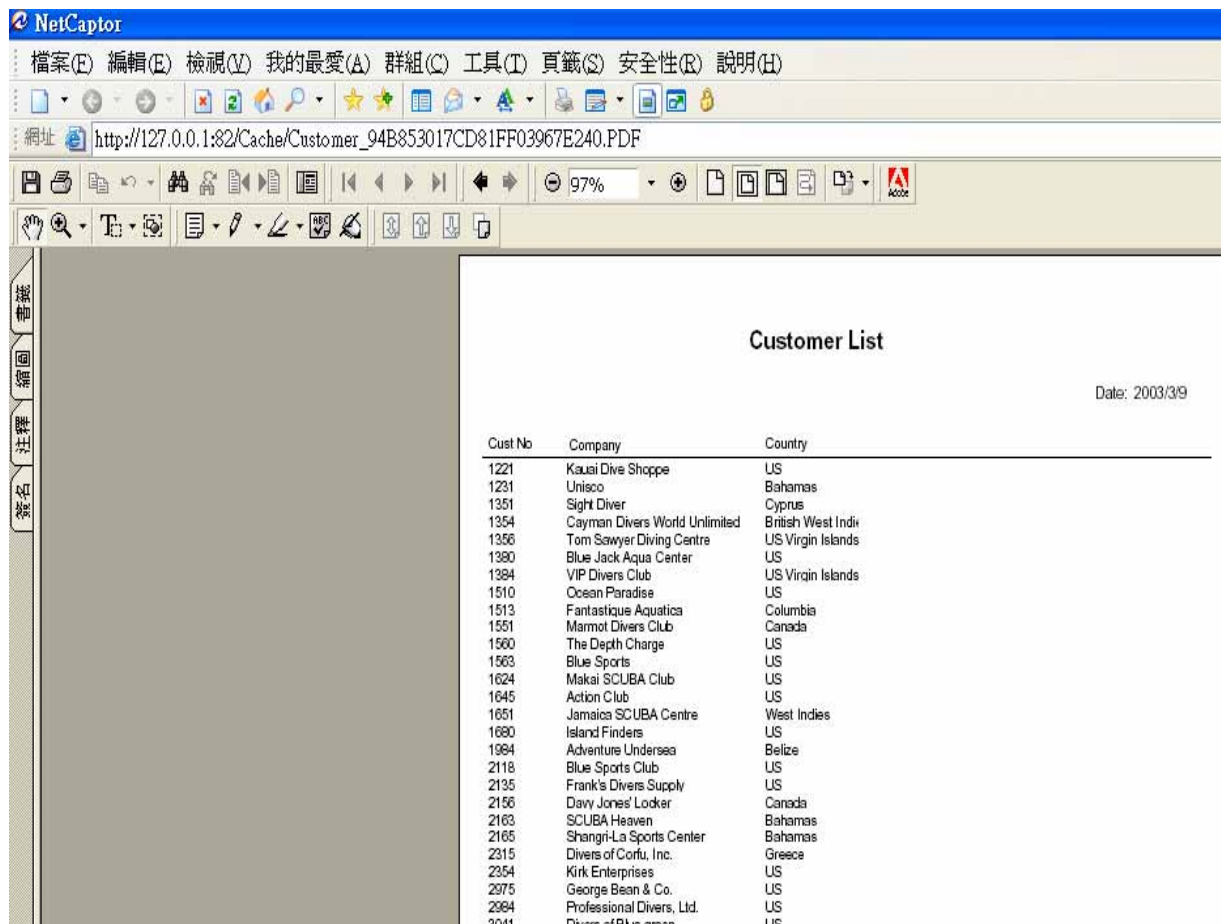 NetCaptor
檔案(F) 編輯(E) 檢視(V) 我的最愛(A) 群組(C) 工具(T) 頁籤(S) 安全性(R) 說明(H)
網址 http://127.0.0.1:82/Cache/Customer_94B853017CD81FF03967E240.PDF
97%
Adobe
ABC
書籤
縮圖
注釋
簽名
Customer List
Date: 2003/3/9
Cust No Company Country
1221 Kauai Dive Shoppe US
1231 Unisco Bahamas
1351 Sight Diver Cyprus
1354 Cayman Divers World Unlimited British West Indi
1356 Tom Sawyer Diving Centre US Virgin Islands
1380 Blue Jack Aqua Center US
1384 VIP Divers Club US Virgin Islands
1510 Ocean Paradise US
1513 Fantastique Aquatica Columbia
1551 Marmot Divers Club Canada
1560 The Depth Charge US
1563 Blue Sports US
1624 Makai SCUBA Club US
1645 Action Club US
1651 Jamaica SCUBA Centre West Indies
1680 Island Finders US
1984 Adventure Undersea Belize
2118 Blue Sports Club US
2135 Frank's Divers Supply US
2156 Davy Jones' Locker Canada
2163 SCUBA Heaven Bahamas
2165 Shangri-La Sports Center Bahamas
2315 Divers of Corfu, Inc. Greece
2354 Kirk Enterprises US
2975 George Bean & Co. US
2984 Professional Divers, Ltd. US
3041 Divers of Blue-green US